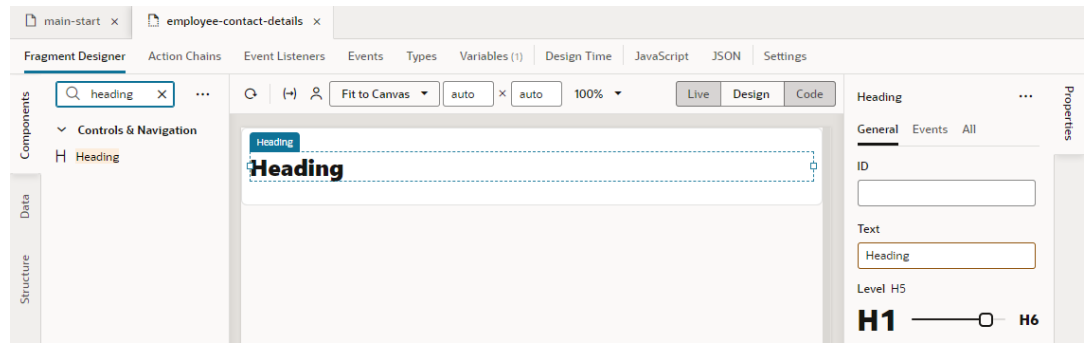 main-start ×
employee-contact-details ×
Fragment Designer Action Chains Event Listeners Events Types Variables (1) Design Time JavaScript JSON Settings
Components
Data
Structure
heading X ...
Controls & Navigation
H Heading
Fit to Canvas auto × auto 100% Live Design Code
Heading
Heading
Heading ...
General Events All
ID
Text
Heading
Level H5
H1 H6
Properties